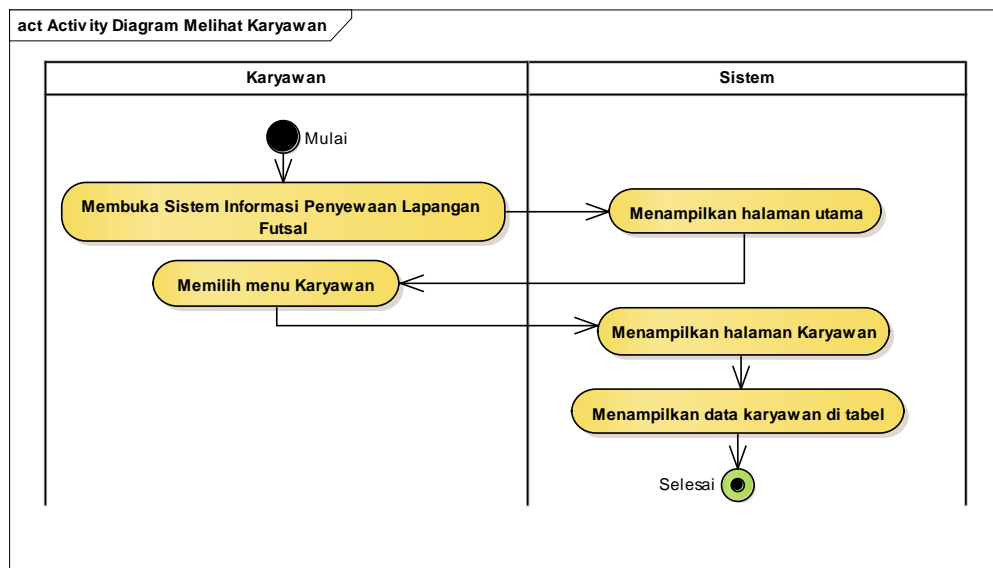 act Activity Diagram Melihat Karyawan
Karyawan
Sistem
Mulai
Membuka Sistem Informasi Penyewaan Lapangan
Futsal
Menampilkan halaman utama
Memilih menu Karyawan
Menampilkan halaman Karyawan
Menampilkan data karyawan di tabel
Selesai